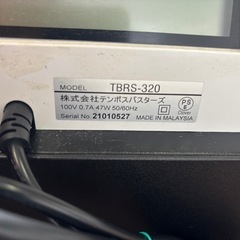 MODEL TBRS-320
株式会社テンポスバスターズ
100V 0.7A 47W 50/60Hz
Serial No. 21010527 MADE IN MALAYSIA
PS
E